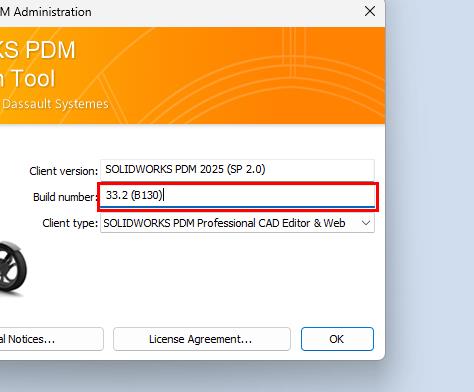 M Administration
KS PDM
n Tool
Dassault Systemes
Client version: SOLIDWORKS PDM 2025 (SP 2.0)
Build number: 33.2 (B130)
Client type: SOLIDWORKS PDM Professional CAD Editor & Web
al Notices... License Agreement... OK